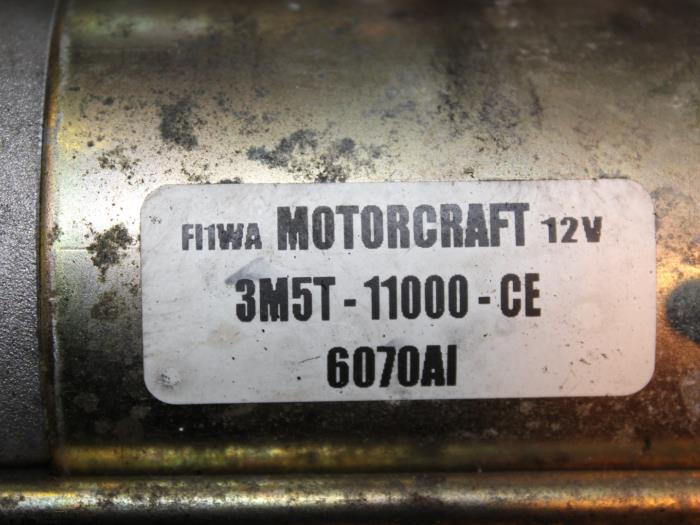 FI1WA MOTORCRAFT 12V
3M5T - 11000 - CE
6070AI